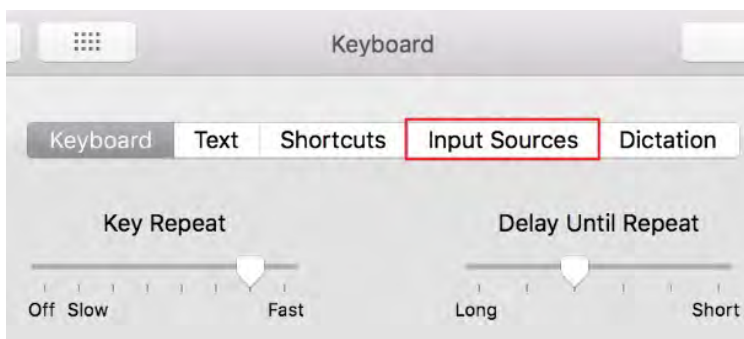 Keyboard
Keyboard Text Shortcuts Input Sources Dictation
Key Repeat Delay Until Repeat
Off Slow Fast Long Short